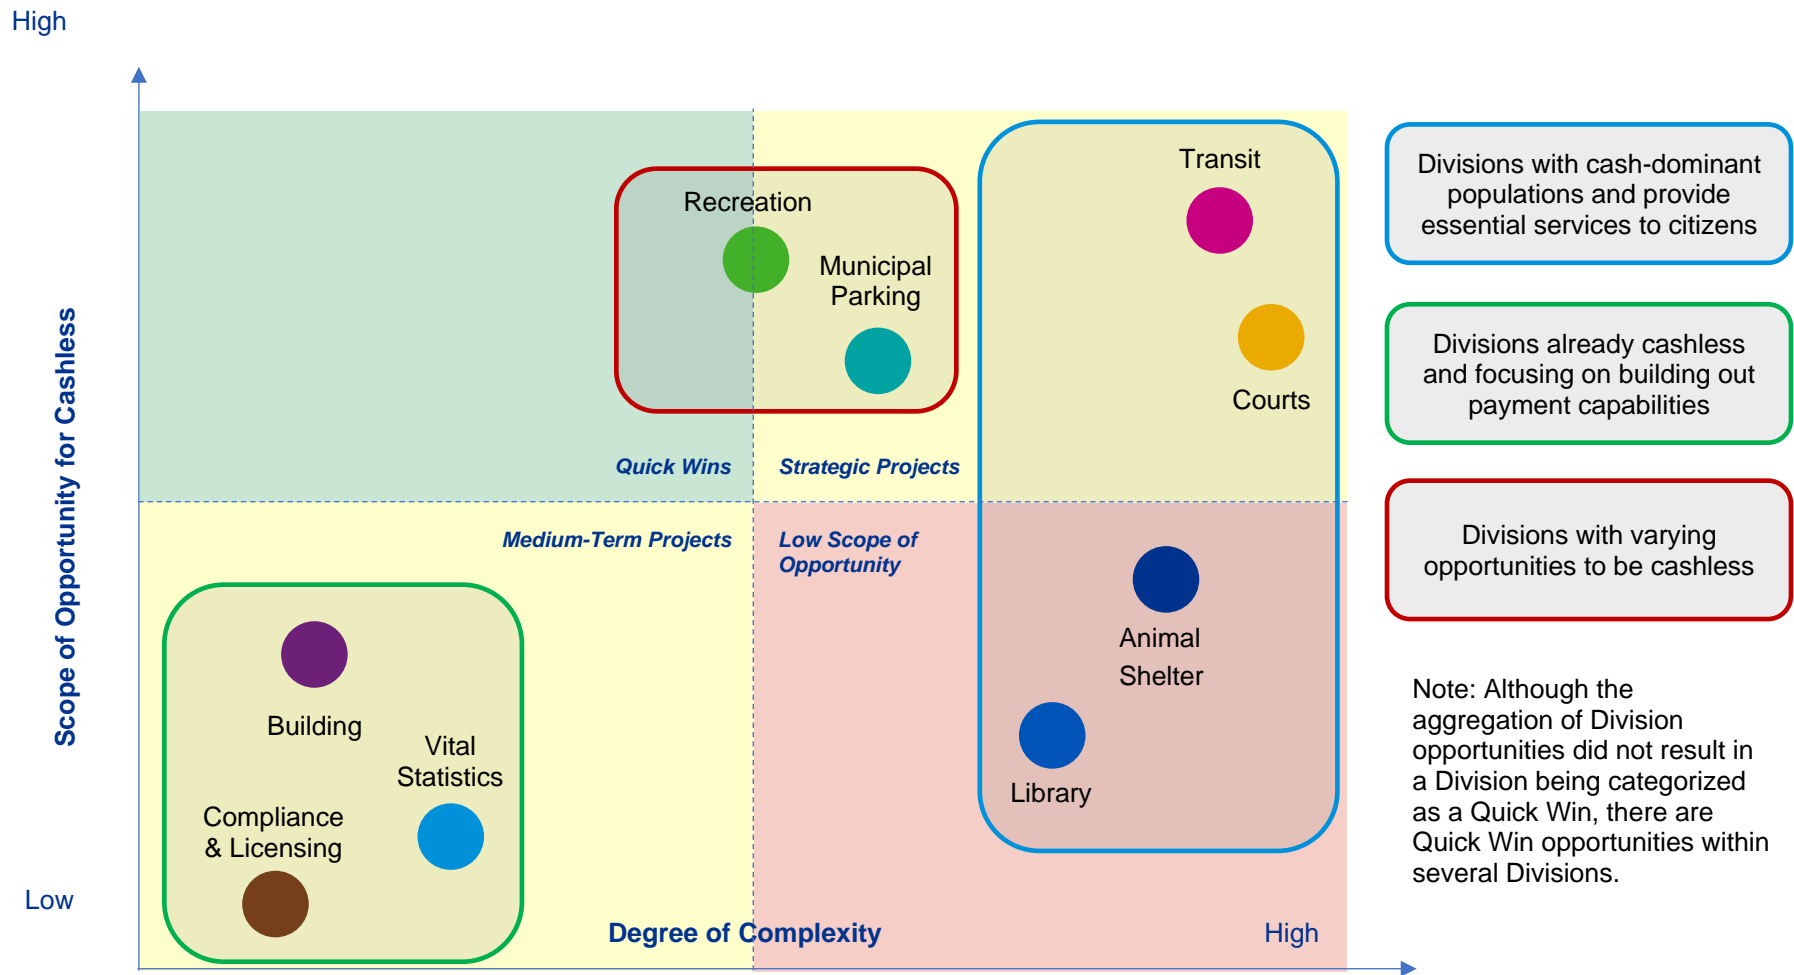 High
Scope of Opportunity for Cashless
Low
Recreation
Municipal
Parking
Transit
Courts
Quick Wins
Strategic Projects
Medium-Term Projects
Low Scope of
Opportunity
Building
Vital
Statistics
Compliance
& Licensing
Animal
Shelter
Library
Degree of Complexity
High
Divisions with cash-dominant
populations and provide
essential services to citizens
Divisions already cashless
and focusing on building out
payment capabilities
Divisions with varying
opportunities to be cashless
Note: Although the
aggregation of Division
opportunities did not result in
a Division being categorized
as a Quick Win, there are
Quick Win opportunities within
several Divisions.